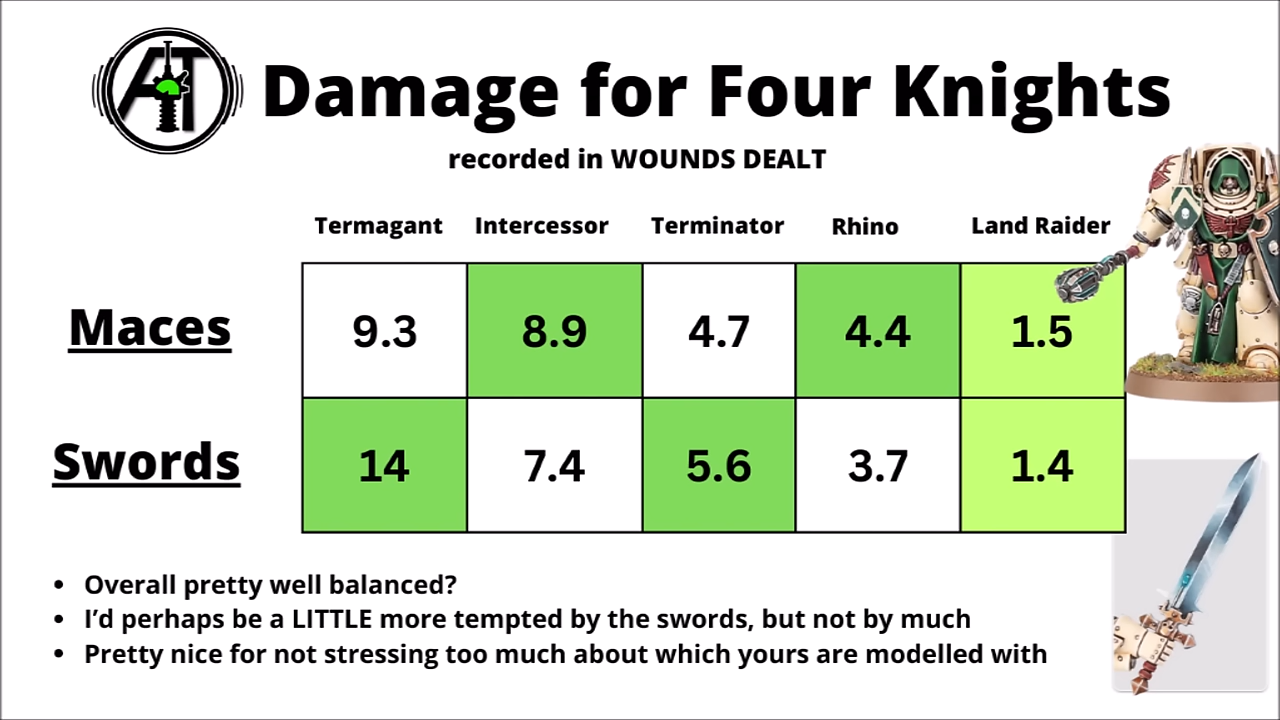 AT
Damage for Four Knights
recorded in WOUNDS DEALT
Termagant Intercessor Terminator Rhino Land Raider
Maces 9.3 8.9 4.7 4.4 1.5
Swords 14 7.4 5.6 3.7 1.4
• Overall pretty well balanced?
• I'd perhaps be a LITTLE more tempted by the swords, but not by much
• Pretty nice for not stressing too much about which yours are modelled with